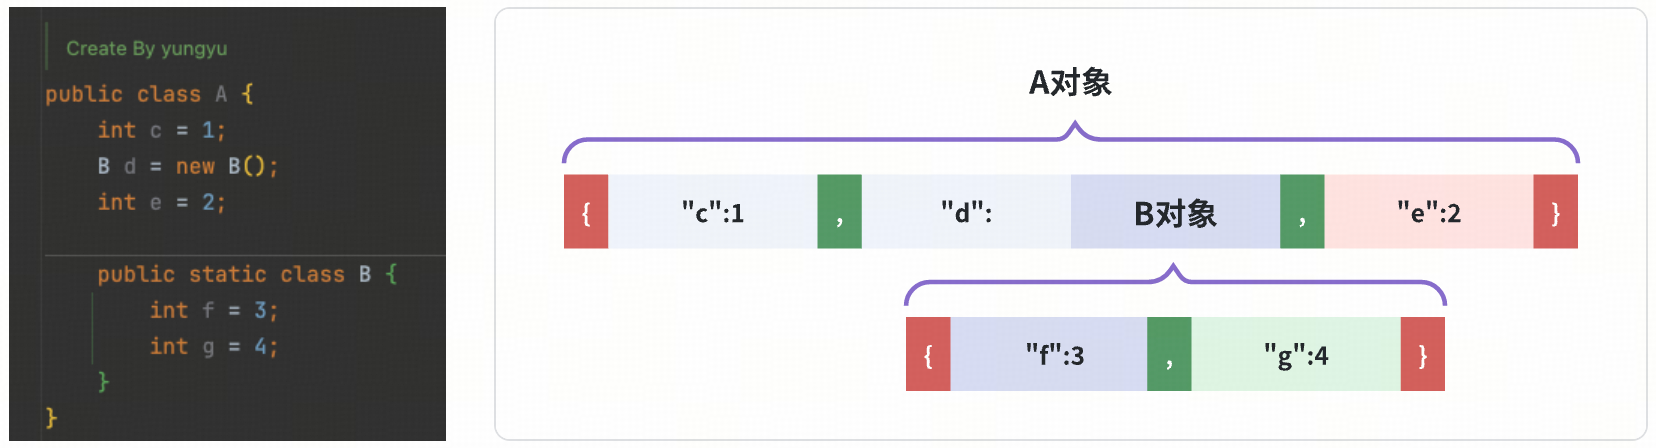 Create By yungyu
public class A {
int c = 1;
B d = new B();
int e = 2;
public static class B {
int f = 3;
int g = 4;
}
}
A对象
{ "c":1 , "d": B对象 , "e":2 }
{ "f":3 , "g":4 }